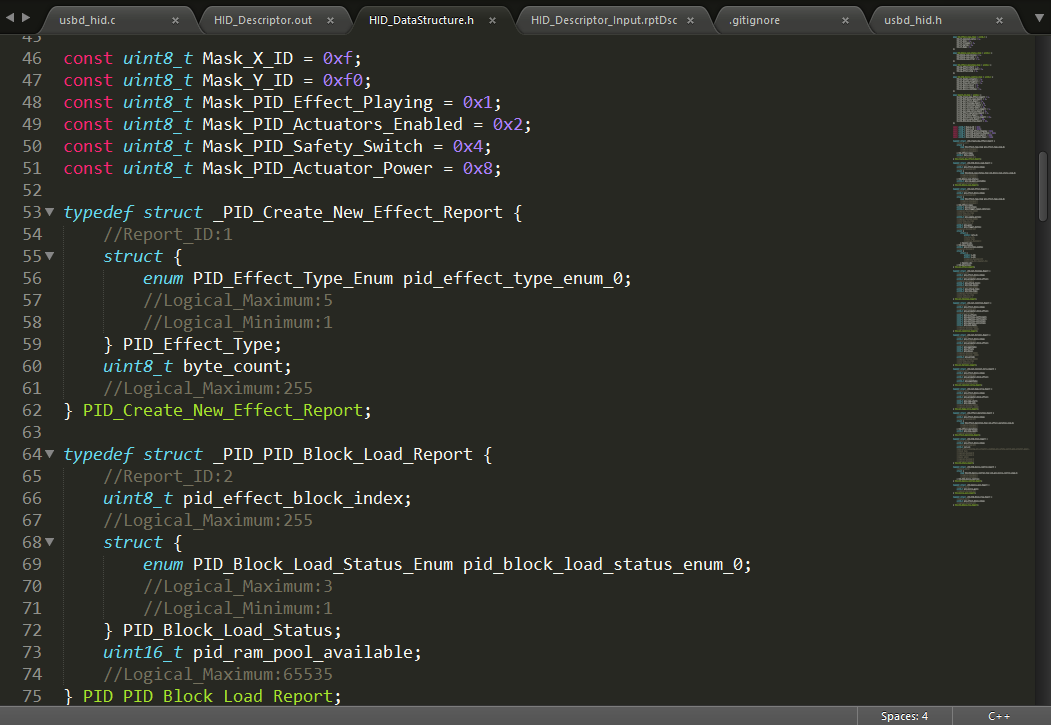 usbd_hid.c × HID_Descriptor.out × HID_DataStructure.h × HID_Descriptor_Input.rptDsc × .gitignore × usbd_hid.h ×
45
46 const uint8_t Mask_X_ID = 0xf;
47 const uint8_t Mask_Y_ID = 0xf0;
48 const uint8_t Mask_PID_Effect_Playing = 0x1;
49 const uint8_t Mask_PID_Actuators_Enabled = 0x2;
50 const uint8_t Mask_PID_Safety_Switch = 0x4;
51 const uint8_t Mask_PID_Actuator_Power = 0x8;
52
53 typedef struct _PID_Create_New_Effect_Report {
54 //Report_ID:1
55 struct {
56 enum PID_Effect_Type_Enum pid_effect_type_enum_0;
57 //Logical_Maximum:5
58 //Logical_Minimum:1
59 } PID_Effect_Type;
60 uint8_t byte_count;
61 //Logical_Maximum:255
62 } PID_Create_New_Effect_Report;
63
64 typedef struct _PID_PID_Block_Load_Report {
65 //Report_ID:2
66 uint8_t pid_effect_block_index;
67 //Logical_Maximum:255
68 struct {
69 enum PID_Block_Load_Status_Enum pid_block_load_status_enum_0;
70 //Logical_Maximum:3
71 //Logical_Minimum:1
72 } PID_Block_Load_Status;
73 uint16_t pid_ram_pool_available;
74 //Logical_Maximum:65535
75 } PID_PID_Block_Load_Report;
Spaces: 4 C++